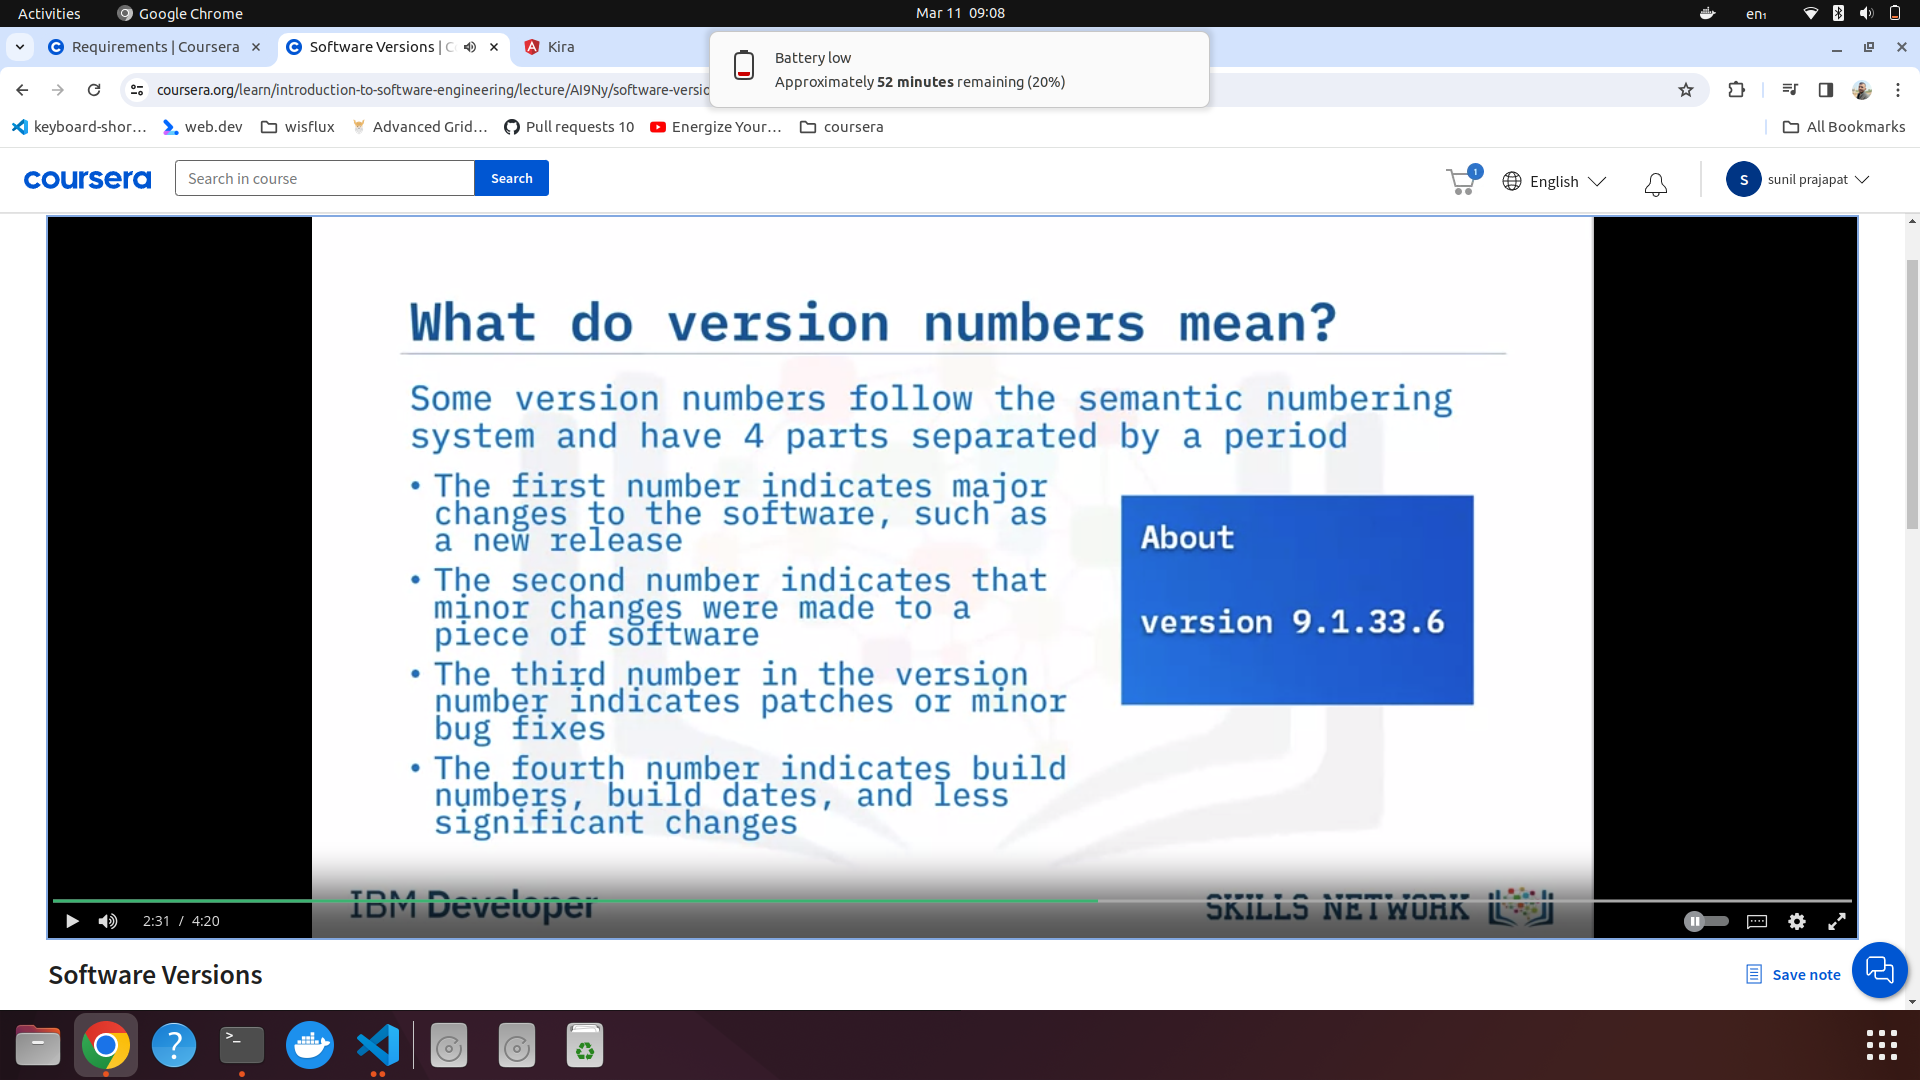 Activities Google Chrome Mar 11 09:08 en₁
Requirements | Coursera Software Versions | C Kira
Battery low
Approximately 52 minutes remaining (20%)
coursera.org/learn/introduction-to-software-engineering/lecture/AI9Ny/software-versio
keyboard-shor... web.dev wisflux Advanced Grid... Pull requests 10 Energize Your... coursera All Bookmarks
coursera Search in course Search 1 English S sunil prajapat
What do version numbers mean?
Some version numbers follow the semantic numbering
system and have 4 parts separated by a period
• The first number indicates major
changes to the software, such as
a new release
• The second number indicates that
minor changes were made to a
piece of software
• The third number in the version
number indicates patches or minor
bug fixes
• The fourth number indicates build
numbers, build dates, and less
significant changes
About
version 9.1.33.6
IBM Developer
SKILLS NETWORK
2:31 / 4:20
Software Versions
Save note